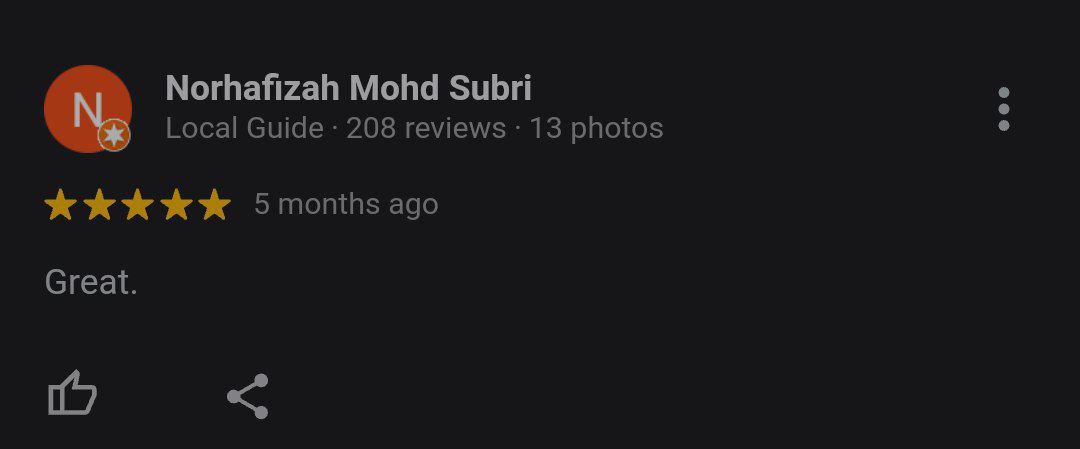 N
Norhafizah Mohd Subri
Local Guide · 208 reviews · 13 photos
5 months ago
Great.